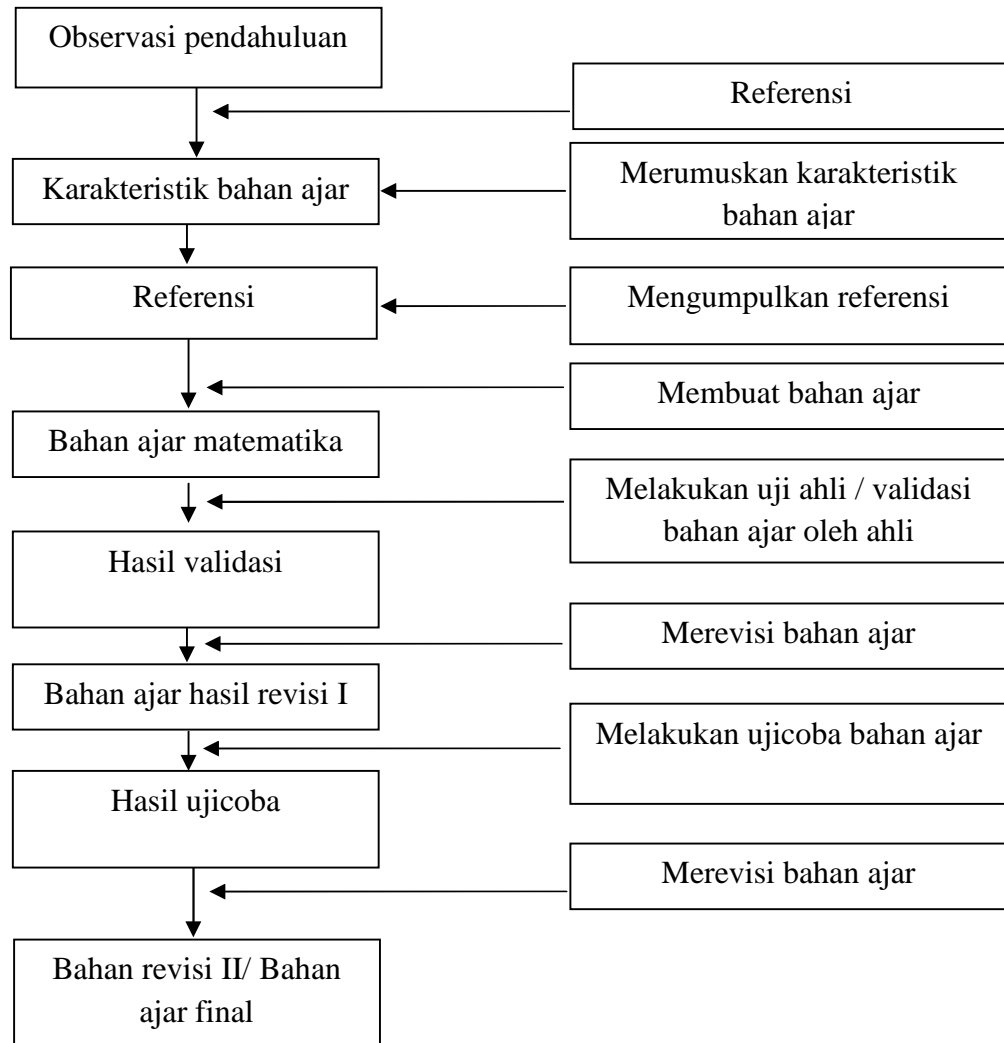 Observasi pendahuluan
Referensi
Karakteristik bahan ajar
Merumuskan karakteristik
bahan ajar
Referensi
Mengumpulkan referensi
Membuat bahan ajar
Bahan ajar matematika
Melakukan uji ahli / validasi
bahan ajar oleh ahli
Hasil validasi
Merevisi bahan ajar
Bahan ajar hasil revisi I
Melakukan ujicoba bahan ajar
Hasil ujicoba
Merevisi bahan ajar
Bahan revisi II/ Bahan
ajar final